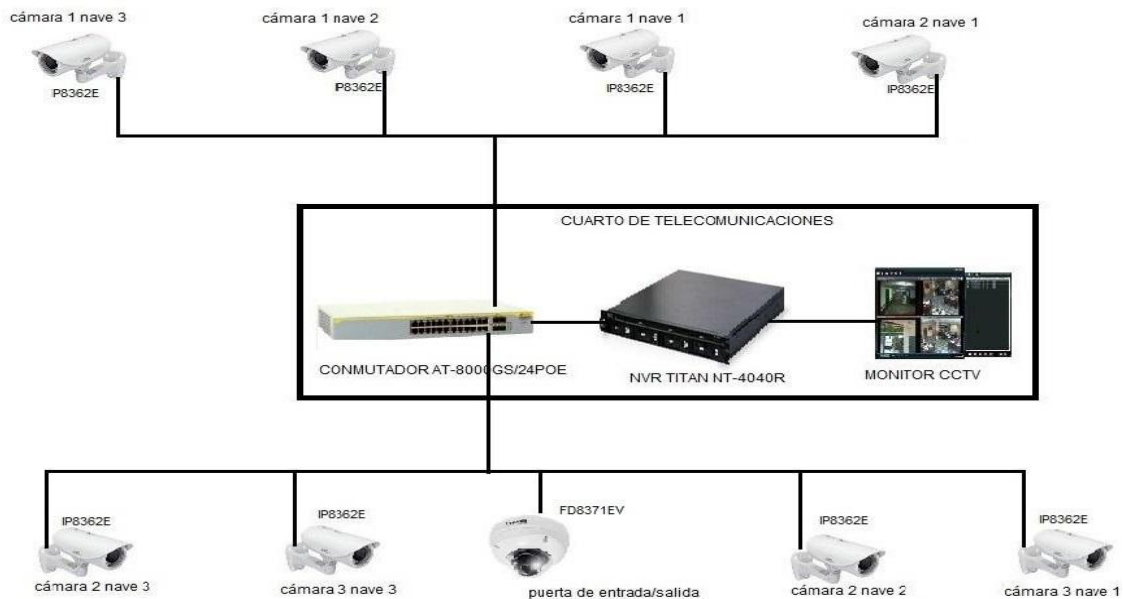 cámara 1 nave 3
cámara 1 nave 2
cámara 1 nave 1
cámara 2 nave 1
IP8362E
IP8362E
IP8362E
IP8362E
CUARTO DE TELECOMUNICACIONES
CONMUTADOR AT-8000GS/24POE
NVR TITAN NT-4040R
MONITOR CCTV
IP8362E
IP8362E
FD8371EV
IP8362E
IP8362E
cámara 2 nave 3
cámara 3 nave 3
puerta de entrada/salida
cámara 2 nave 2
cámara 3 nave 1